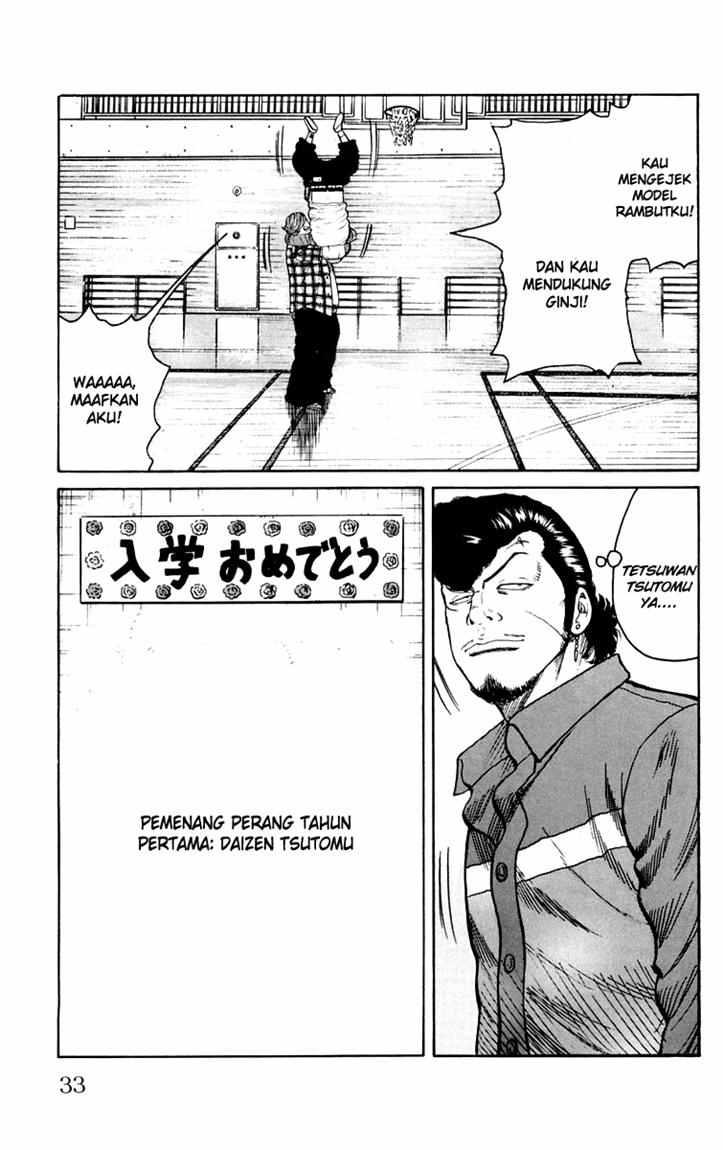 KAU
MENGEJEK
MODEL
RAMBUTKU!
DAN KAU
MENDUKUNG
GINJI!
WAAAAA,
MAAFKAN
AKU!
TETSUWAN
TSUTOMU
YA....
入学おめでとう
PEMENANG PERANG TAHUN
PERTAMA: DAIZEN TSUTOMU
33